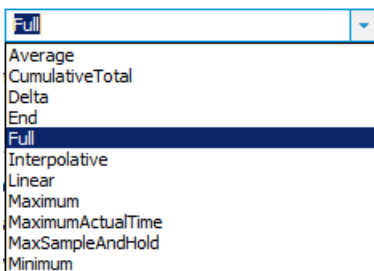 Full
Average
CumulativeTotal
Delta
End
Full
Interpolative
Linear
Maximum
MaximumActualTime
MaxSampleAndHold
Minimum